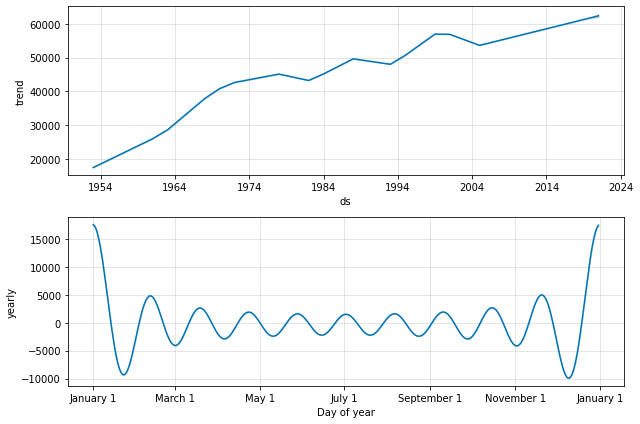 60000
50000
40000
30000
20000
trend
1954
1964
1974
1984
1994
2004
2014
2024
ds
15000
10000
5000
0
−5000
−10000
yearly
January 1
March 1
May 1
July 1
September 1
November 1
January 1
Day of year